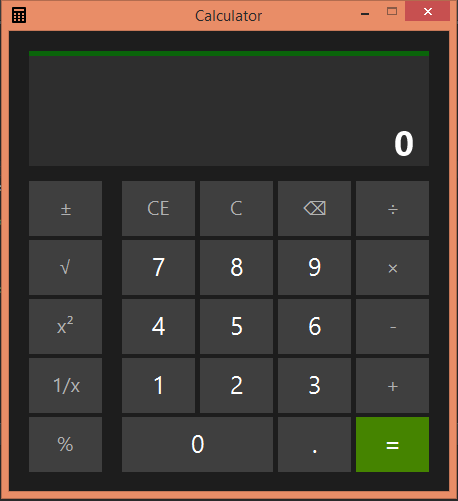 Calculator
0
± CE C ⌫ ÷
√ 7 8 9 ×
x² 4 5 6 -
1/x 1 2 3 +
% 0 . =